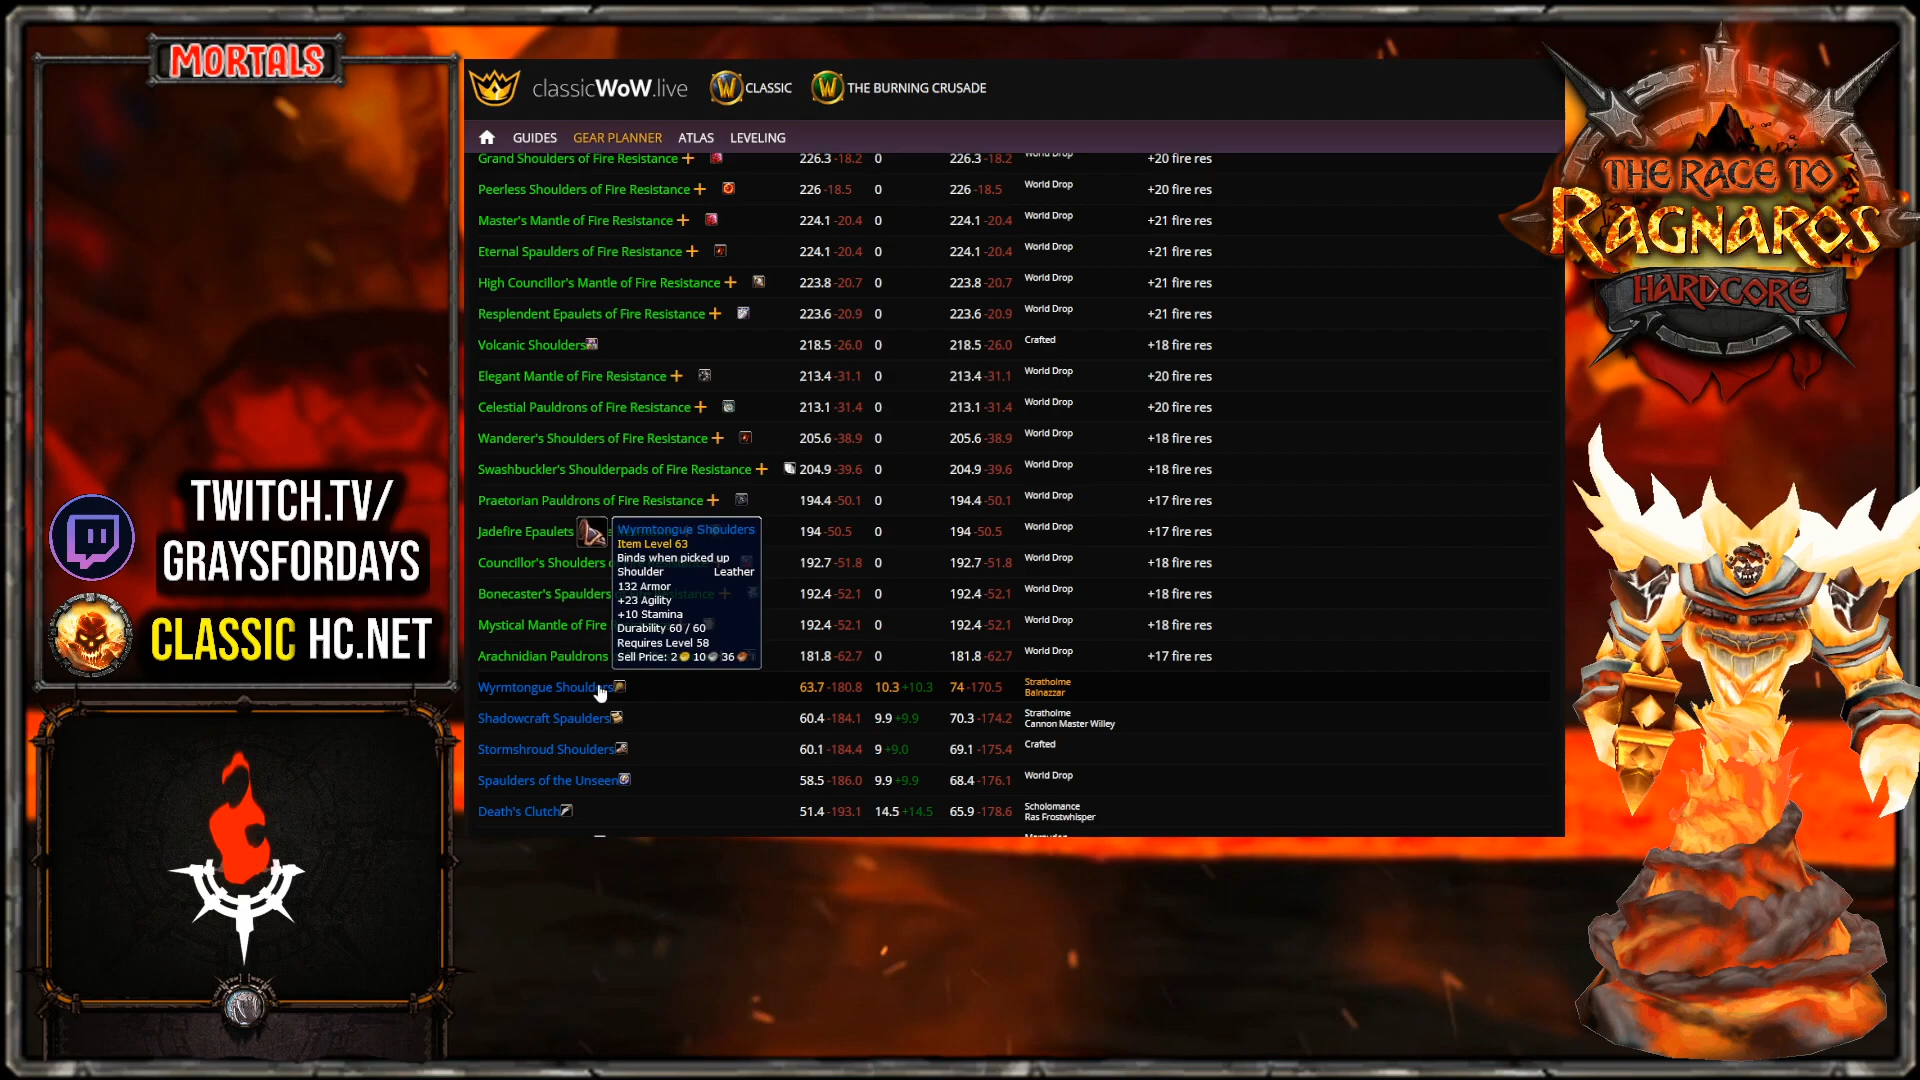 MORTALS
classicWoW.live
CLASSIC
THE BURNING CRUSADE
GUIDES GEAR PLANNER ATLAS LEVELING
Grand Shoulders of Fire Resistance + 226.3 -18.2 0 226.3 -18.2 World Drop +20 fire res
Peerless Shoulders of Fire Resistance + 226 -18.5 0 226 -18.5 World Drop +20 fire res
Master's Mantle of Fire Resistance + 224.1 -20.4 0 224.1 -20.4 World Drop +21 fire res
Eternal Spaulders of Fire Resistance + 224.1 -20.4 0 224.1 -20.4 World Drop +21 fire res
High Councillor's Mantle of Fire Resistance + 223.8 -20.7 0 223.8 -20.7 World Drop +21 fire res
Resplendent Epaulets of Fire Resistance + 223.6 -20.9 0 223.6 -20.9 World Drop +21 fire res
Volcanic Shoulders 218.5 -26.0 0 218.5 -26.0 Crafted +18 fire res
Elegant Mantle of Fire Resistance + 213.4 -31.1 0 213.4 -31.1 World Drop +20 fire res
Celestial Pauldrons of Fire Resistance + 213.1 -31.4 0 213.1 -31.4 World Drop +20 fire res
Wanderer's Shoulders of Fire Resistance + 205.6 -38.9 0 205.6 -38.9 World Drop +18 fire res
Swashbuckler's Shoulderpads of Fire Resistance + 204.9 -39.6 0 204.9 -39.6 World Drop +18 fire res
Praetorian Pauldrons of Fire Resistance + 194.4 -50.1 0 194.4 -50.1 World Drop +17 fire res
Jadefire Epaulets 194 -50.5 0 194 -50.5 World Drop +17 fire res
Councillor's Shoulders 192.7 -51.8 0 192.7 -51.8 World Drop +18 fire res
Bonecaster's Spaulders 192.4 -52.1 0 192.4 -52.1 World Drop +18 fire res
Mystical Mantle of Fire 192.4 -52.1 0 192.4 -52.1 World Drop +18 fire res
Arachnidian Pauldrons 181.8 -62.7 0 181.8 -62.7 World Drop +17 fire res
Wyrmtongue Shoulders 63.7 -180.8 10.3 +10.3 74 -170.5 Stratholme
Balnazzar
Shadowcraft Spaulders 60.4 -184.1 9.9 +9.9 70.3 -174.2 Stratholme
Cannon Master Willey
Stormshroud Shoulders 60.1 -184.4 9 +9.0 69.1 -175.4 Crafted
Spaulders of the Unseen 58.5 -186.0 9.9 +9.9 68.4 -176.1 World Drop
Death's Clutch 51.4 -193.1 14.5 +14.5 65.9 -178.6 Scholomance
Ras Frostwhisper
Wyrmtongue Shoulders
Item Level 63
Binds when picked up
Shoulder Leather
132 Armor
+23 Agility
+10 Stamina
Durability 60 / 60
Requires Level 58
Sell Price: 2 10 36
TWITCH.TV/
GRAYSFORDAYS
CLASSIC HC.NET
THE RACE TO
RAGNAROS
HARDCORE